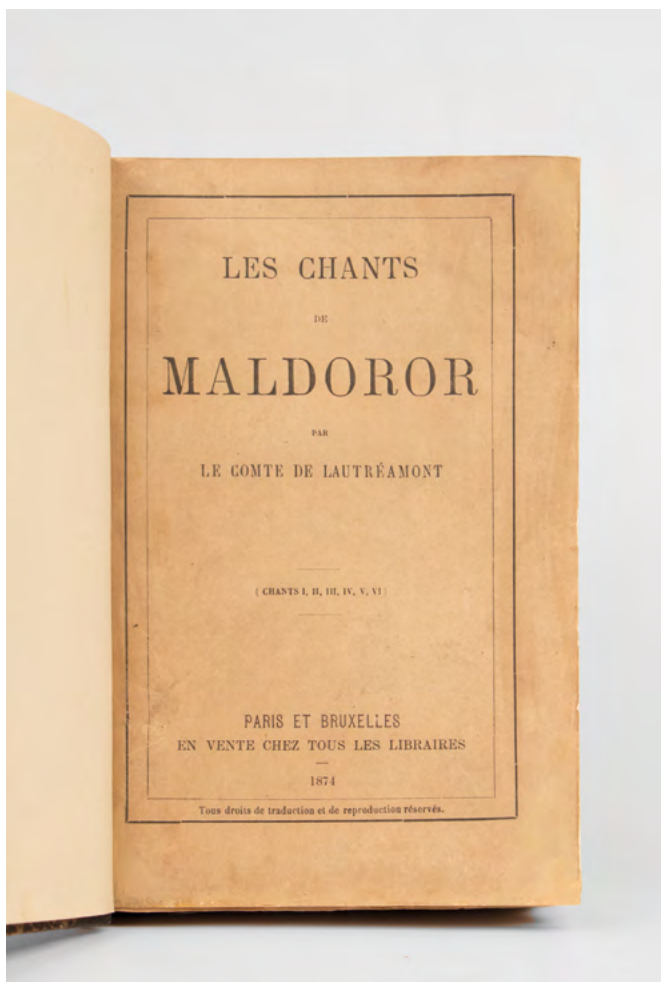 LES CHANTS
DE
MALDOROR
PAR
LE COMTE DE LAUTRÉAMONT
( CHANTS I, II, III, IV, V, VI )
PARIS ET BRUXELLES
EN VENTE CHEZ TOUS LES LIBRAIRES
1874
Tous droits de traduction et de reproduction réservés.